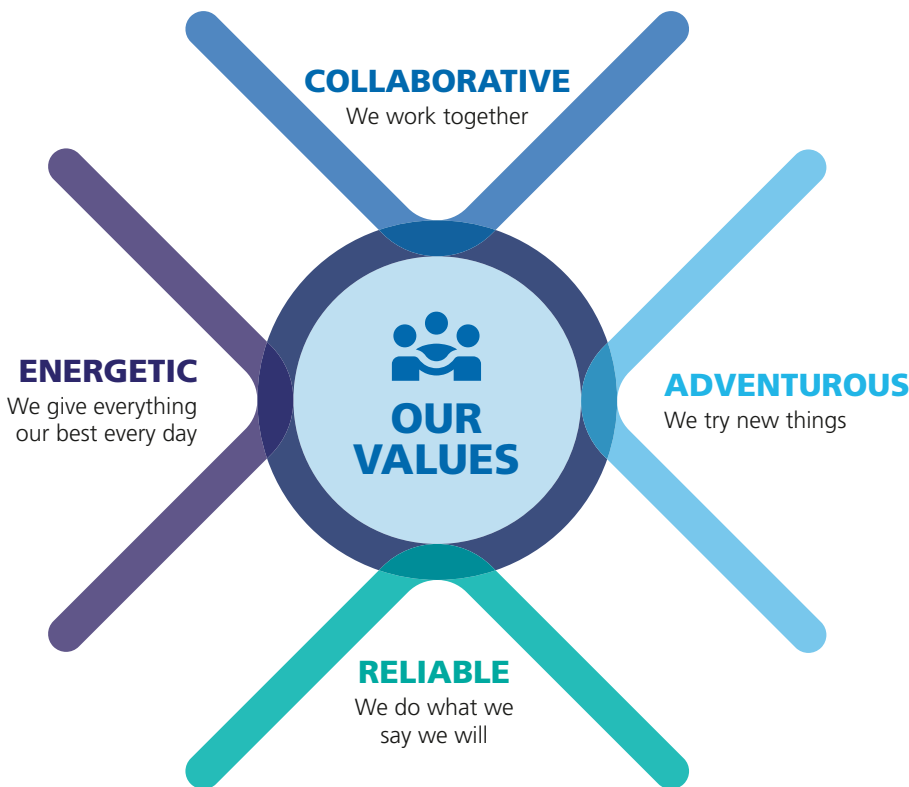 COLLABORATIVE
We work together
ENERGETIC
We give everything
our best every day
OUR
VALUES
ADVENTUROUS
We try new things
RELIABLE
We do what we
say we will